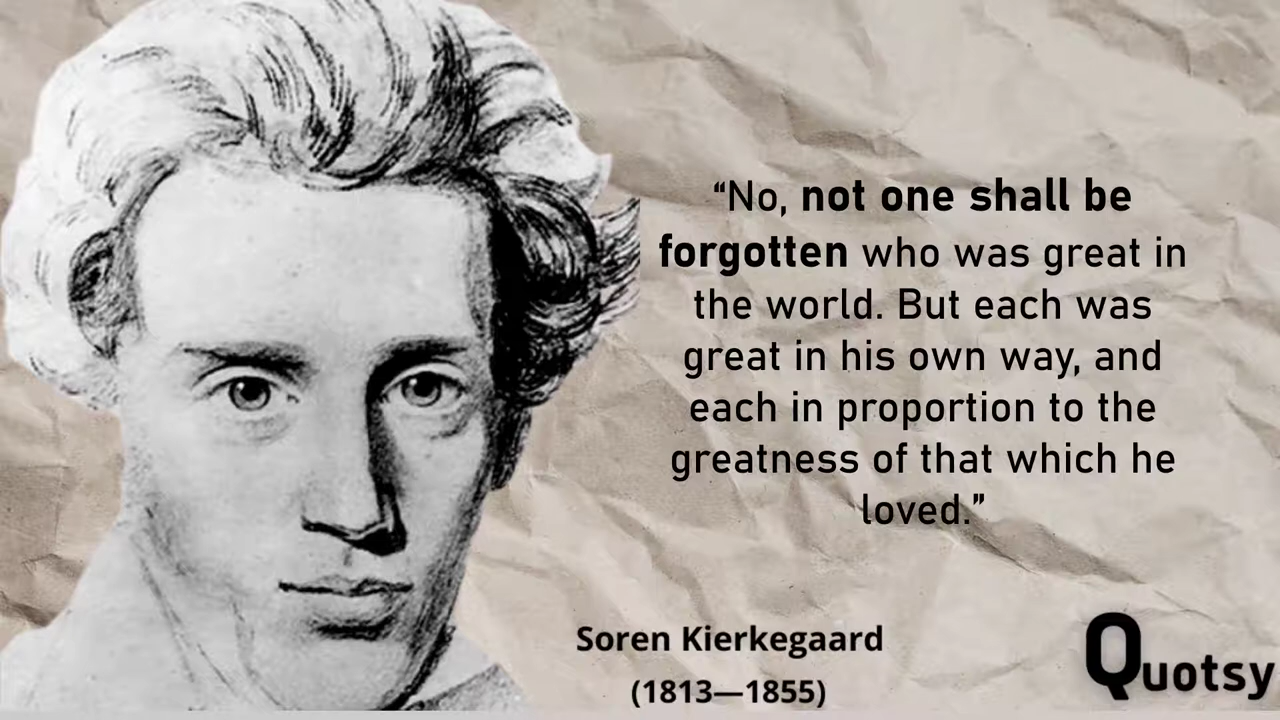 “No, not one shall be
forgotten who was great in
the world. But each was
great in his own way, and
each in proportion to the
greatness of that which he
loved.”
Soren Kierkegaard
(1813—1855)
Quotsy